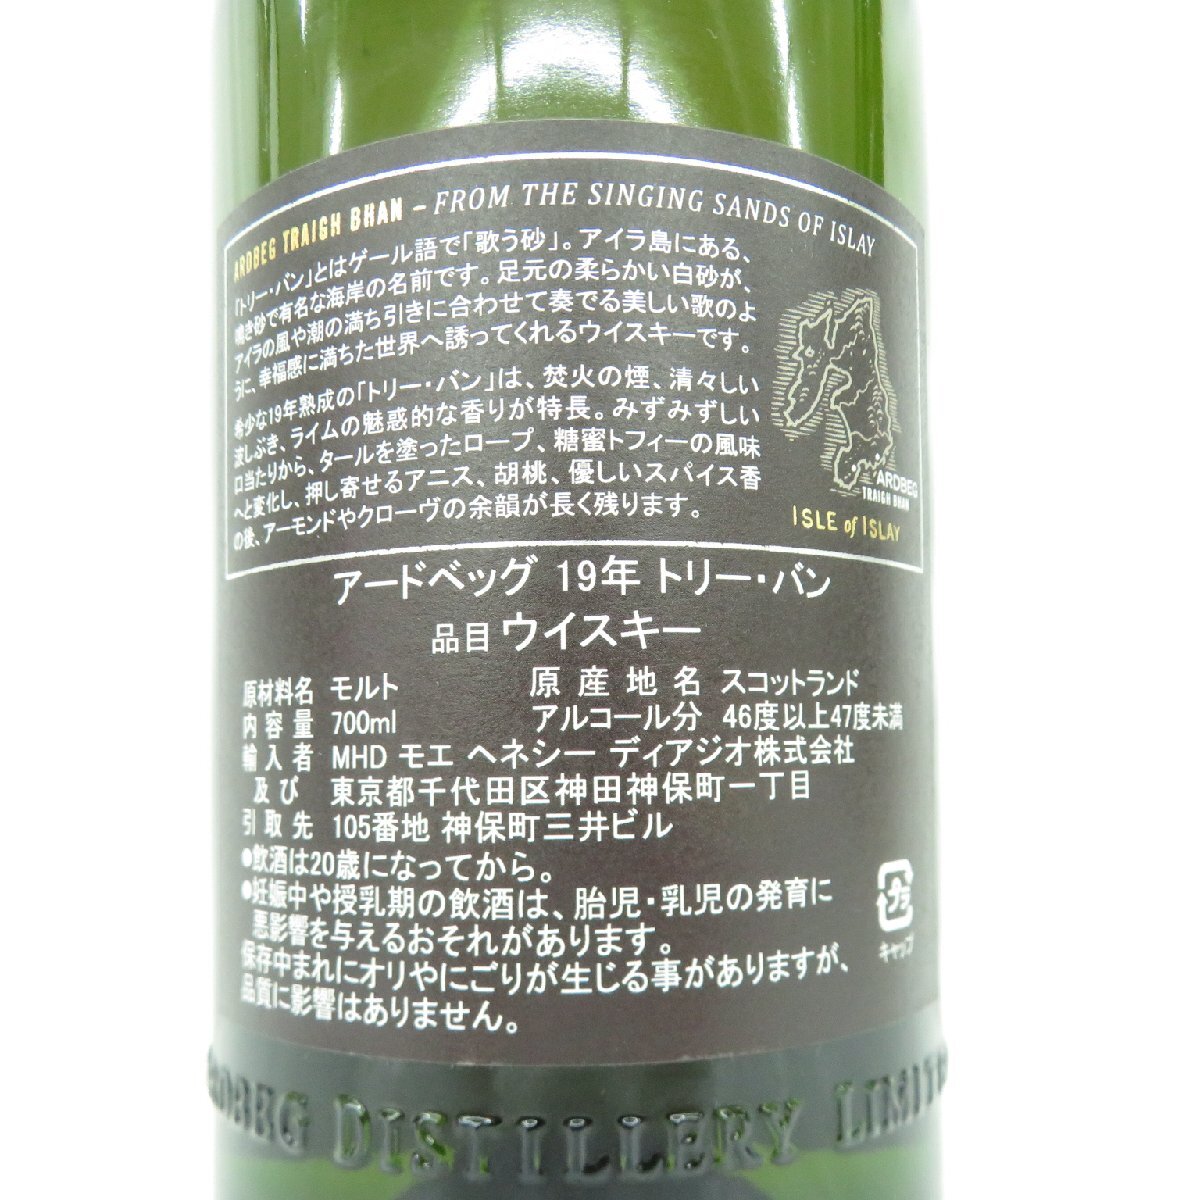 ARDBEG TRAIGH BHAN – FROM THE SINGING SANDS OF ISLAY
「トリー・バン」とはゲール語で「歌う砂」。アイラ島にある、
鳴き砂で有名な海岸の名前です。足元の柔らかい白砂が、
アイラの風や潮の満ち引きに合わせて奏でる美しい歌のよ
うに、幸福感に満ちた世界へ誘ってくれるウイスキーです。
希少な19年熟成の「トリー・バン」は、焚火の煙、清々しい
波しぶき、ライムの魅惑的な香りが特長。みずみずしい
口当たりから、タールを塗ったロープ、糖蜜トフィーの風味
へと変化し、押し寄せるアニス、胡桃、優しいスパイス香
の後、アーモンドやクローヴの余韻が長く残ります。
ARDBEG
TRAIGH BHAN
ISLE of ISLAY
アードベッグ 19年 トリー・バン
品目 ウイスキー
原材料名 モルト 原産地名 スコットランド
内容量 700ml アルコール分 46度以上47度未満
輸入者 MHD モエ ヘネシー ディアジオ株式会社
及び 東京都千代田区神田神保町一丁目
引取先 105番地 神保町三井ビル
●飲酒は20歳になってから。
●妊娠中や授乳期の飲酒は、胎児・乳児の発育に
悪影響を与えるおそれがあります。
保存中まれにオリやにごりが生じる事がありますが、
品質に影響はありません。
プラ
キャップ
ARDBEG DISTILLERY LIMITED